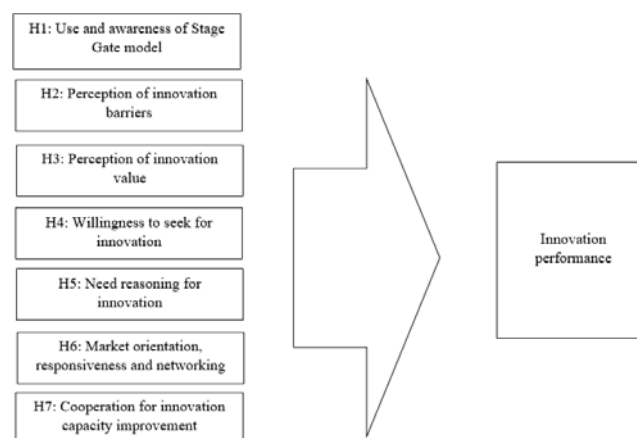 H1: Use and awareness of Stage
Gate model
H2: Perception of innovation
barriers
H3: Perception of innovation
value
H4: Willingness to seek for
innovation
H5: Need reasoning for
innovation
H6: Market orientation,
responsiveness and networking
H7: Cooperation for innovation
capacity improvement
Innovation
performance